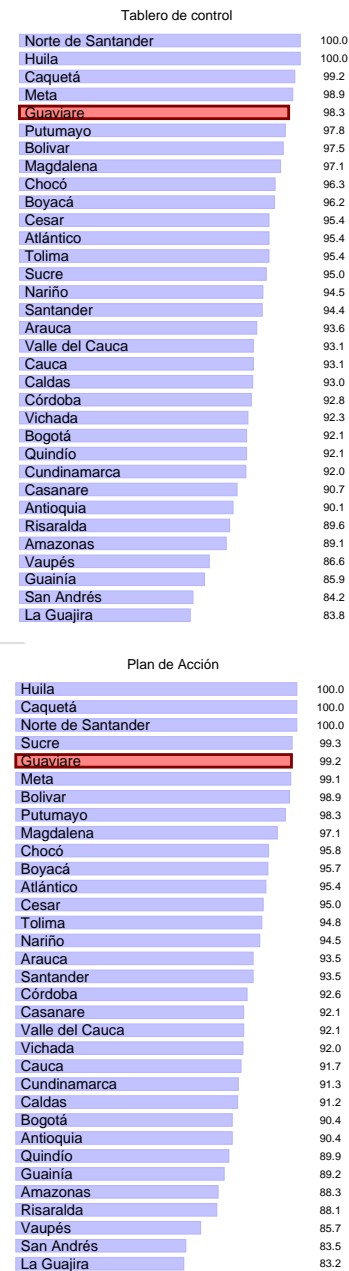 Tablero de control
Norte de Santander 100.0
Huila 100.0
Caquetá 99.2
Meta 98.9
Guaviare 98.3
Putumayo 97.8
Bolivar 97.5
Magdalena 97.1
Chocó 96.3
Boyacá 96.2
Cesar 95.4
Atlántico 95.4
Tolima 95.4
Sucre 95.0
Nariño 94.5
Santander 94.4
Arauca 93.6
Valle del Cauca 93.1
Cauca 93.1
Caldas 93.0
Córdoba 92.8
Vichada 92.3
Bogotá 92.1
Quindío 92.1
Cundinamarca 92.0
Casanare 90.7
Antioquia 90.1
Risaralda 89.6
Amazonas 89.1
Vaupés 86.6
Guainía 85.9
San Andrés 84.2
La Guajira 83.8
Plan de Acción
Huila 100.0
Caquetá 100.0
Norte de Santander 100.0
Sucre 99.3
Guaviare 99.2
Meta 99.1
Bolivar 98.9
Putumayo 98.3
Magdalena 97.1
Chocó 95.8
Boyacá 95.7
Atlántico 95.4
Cesar 95.0
Tolima 94.8
Nariño 94.5
Arauca 93.5
Santander 93.5
Córdoba 92.6
Casanare 92.1
Valle del Cauca 92.1
Vichada 92.0
Cauca 91.7
Cundinamarca 91.3
Caldas 91.2
Bogotá 90.4
Antioquia 90.4
Quindío 89.9
Guainía 89.2
Amazonas 88.3
Risaralda 88.1
Vaupés 85.7
San Andrés 83.5
La Guajira 83.2